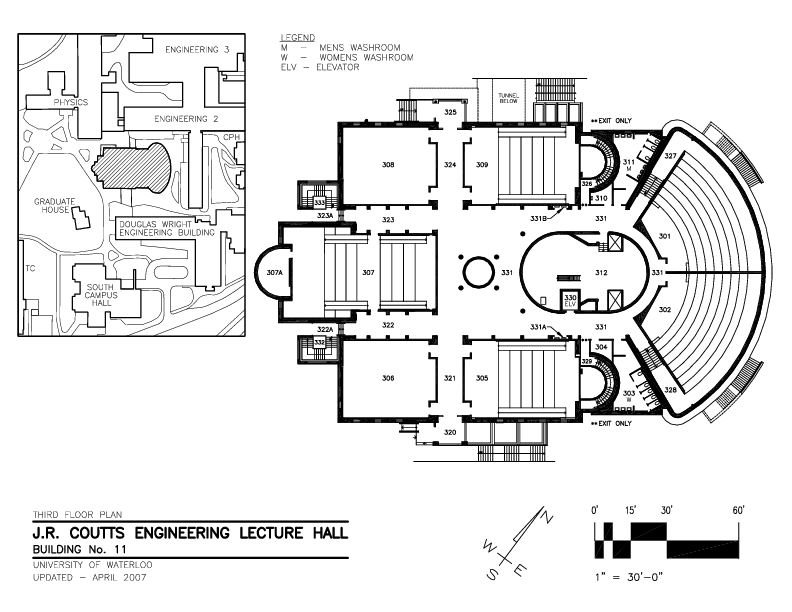 LEGEND
M – MENS WASHROOM
W – WOMENS WASHROOM
ELV – ELEVATOR
ENGINEERING 3
PHYSICS
ENGINEERING 2
CPH
GRADUATE
HOUSE
DOUGLAS WRIGHT
ENGINEERING BUILDING
TC
SOUTH
CAMPUS
HALL
TUNNEL
BELOW
**EXIT ONLY
325
308
324
309
326
311
M
327
310
333
323A
323
331B
331
301
307A
307
331
312
331
330
ELV
302
322A
322
331A
331
332
304
329
306
321
305
303
W
328
320
**EXIT ONLY
THIRD FLOOR PLAN
J.R. COUTTS ENGINEERING LECTURE HALL
BUILDING No. 11
UNIVERSITY OF WATERLOO
UPDATED – APRIL 2007
N
W
E
S
0' 15' 30' 60'
1" = 30'-0"